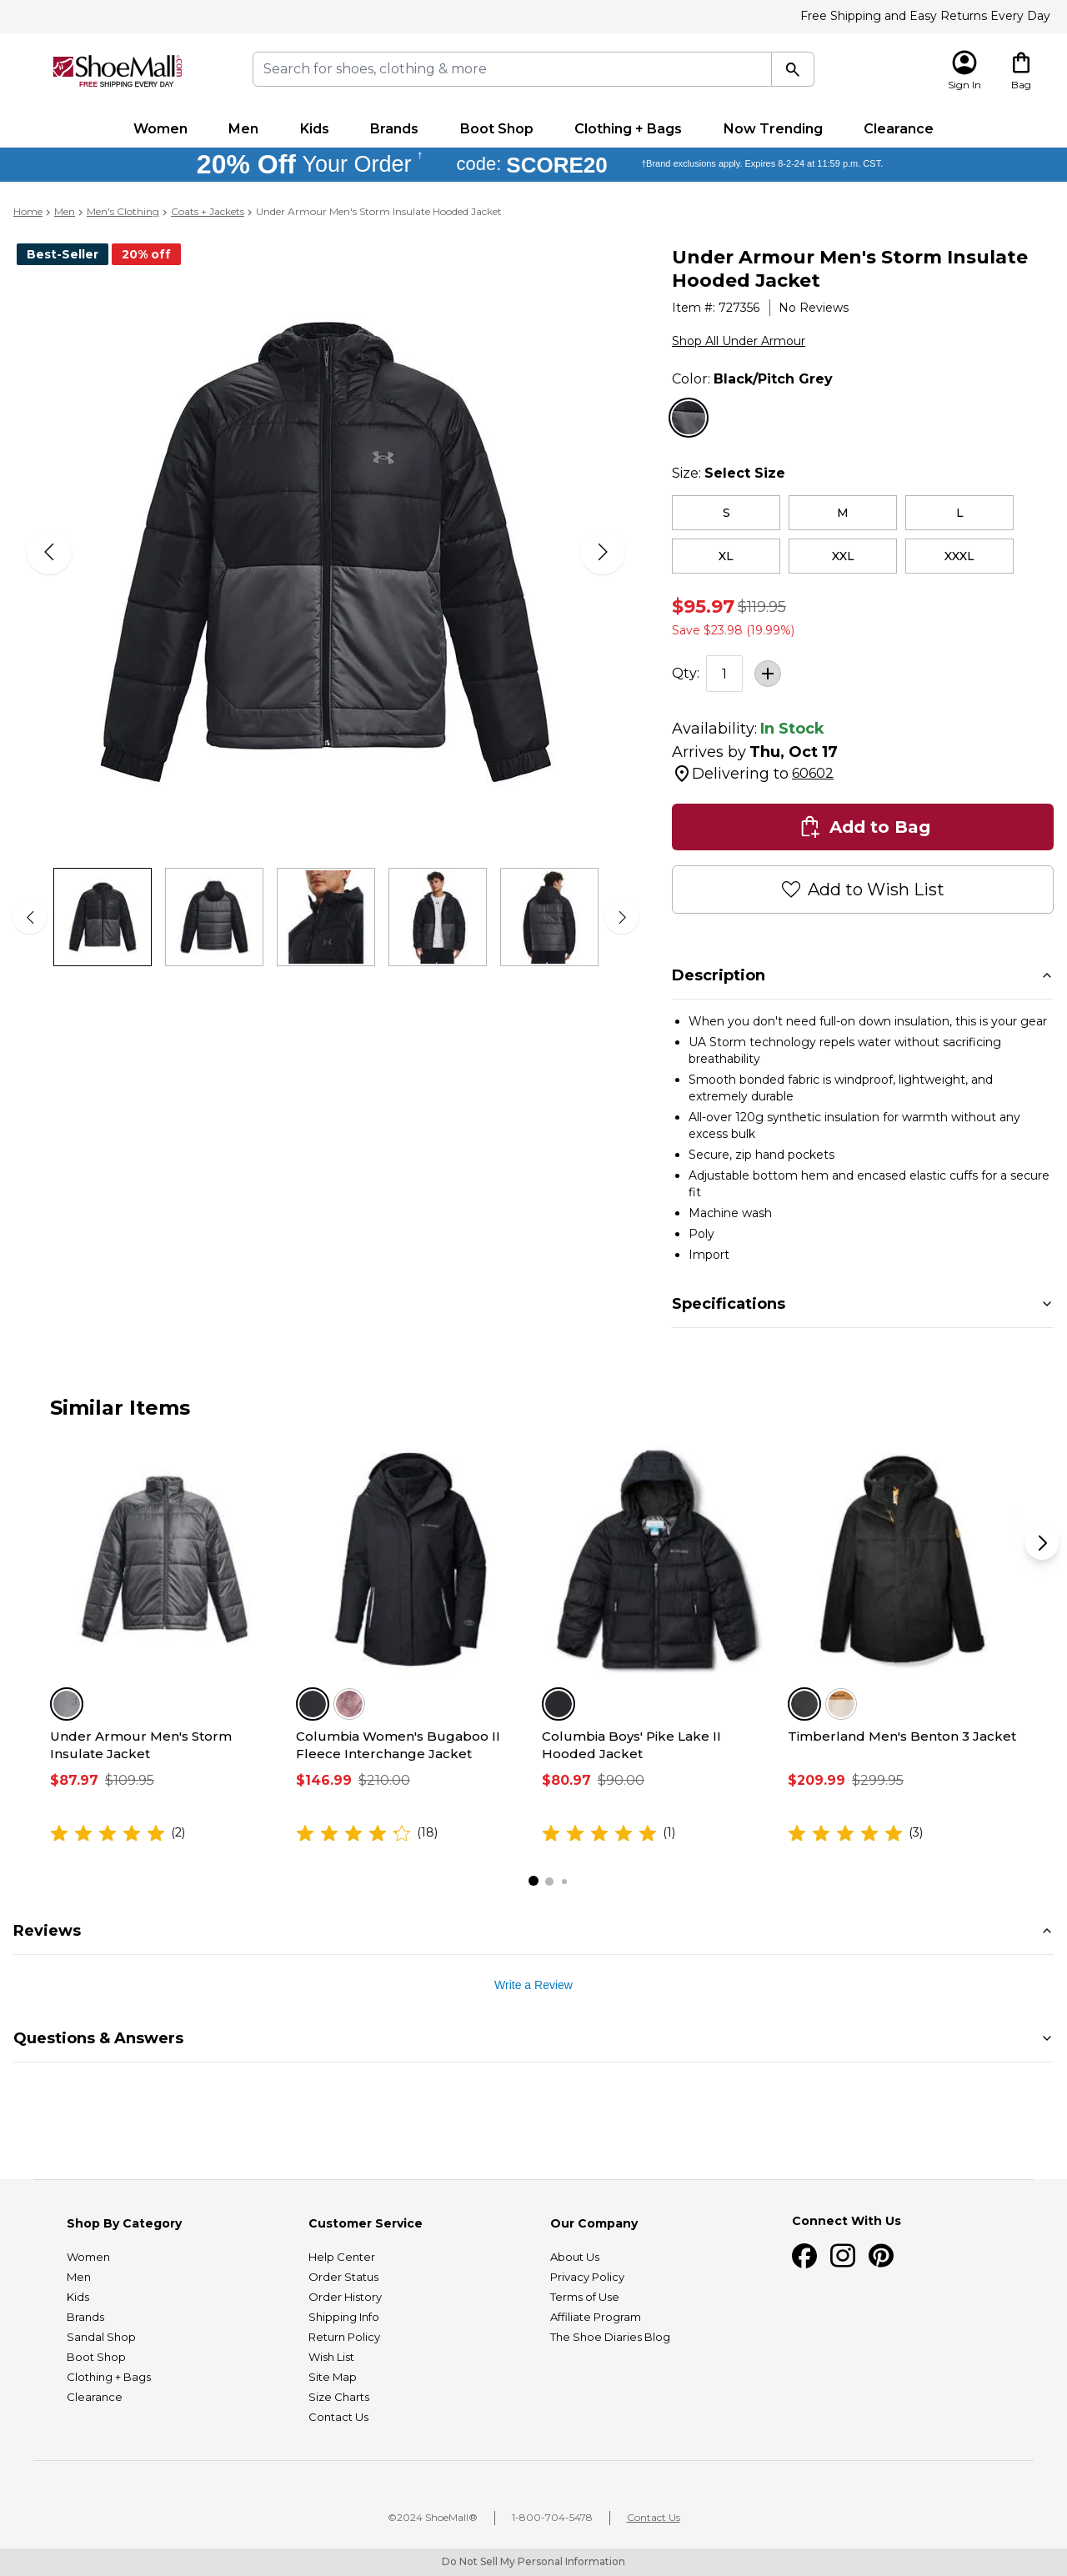 Free Shipping and Easy Returns Every Day
ShoeMall.com
FREE SHIPPING EVERY DAY
Search for shoes, clothing & more
Sign In
Bag
Women
Men
Kids
Brands
Boot Shop
Clothing + Bags
Now Trending
Clearance
20% Off Your Order † code: SCORE20 †Brand exclusions apply. Expires 8-2-24 at 11:59 p.m. CST.
Home > Men > Men's Clothing > Coats + Jackets > Under Armour Men's Storm Insulate Hooded Jacket
Best-Seller
20% off
Under Armour Men's Storm Insulate
Hooded Jacket
Item #: 727356 | No Reviews
Shop All Under Armour
Color: Black/Pitch Grey
Size: Select Size
S
M
L
XL
XXL
XXXL
$95.97 $119.95
Save $23.98 (19.99%)
Qty: 1 +
Availability: In Stock
Arrives by Thu, Oct 17
Delivering to 60602
Add to Bag
Add to Wish List
Description
• When you don't need full-on down insulation, this is your gear
• UA Storm technology repels water without sacrificing
breathability
• Smooth bonded fabric is windproof, lightweight, and
extremely durable
• All-over 120g synthetic insulation for warmth without any
excess bulk
• Secure, zip hand pockets
• Adjustable bottom hem and encased elastic cuffs for a secure
fit
• Machine wash
• Poly
• Import
Specifications
Similar Items
Under Armour Men's Storm
Insulate Jacket
$87.97 $109.95
(2)
Columbia Women's Bugaboo II
Fleece Interchange Jacket
$146.99 $210.00
(18)
Columbia Boys' Pike Lake II
Hooded Jacket
$80.97 $90.00
(1)
Timberland Men's Benton 3 Jacket
$209.99 $299.95
(3)
Reviews
Write a Review
Questions & Answers
Shop By Category
Women
Men
Kids
Brands
Sandal Shop
Boot Shop
Clothing + Bags
Clearance
Customer Service
Help Center
Order Status
Order History
Shipping Info
Return Policy
Wish List
Site Map
Size Charts
Contact Us
Our Company
About Us
Privacy Policy
Terms of Use
Affiliate Program
The Shoe Diaries Blog
Connect With Us
©2024 ShoeMall® | 1-800-704-5478 | Contact Us
Do Not Sell My Personal Information